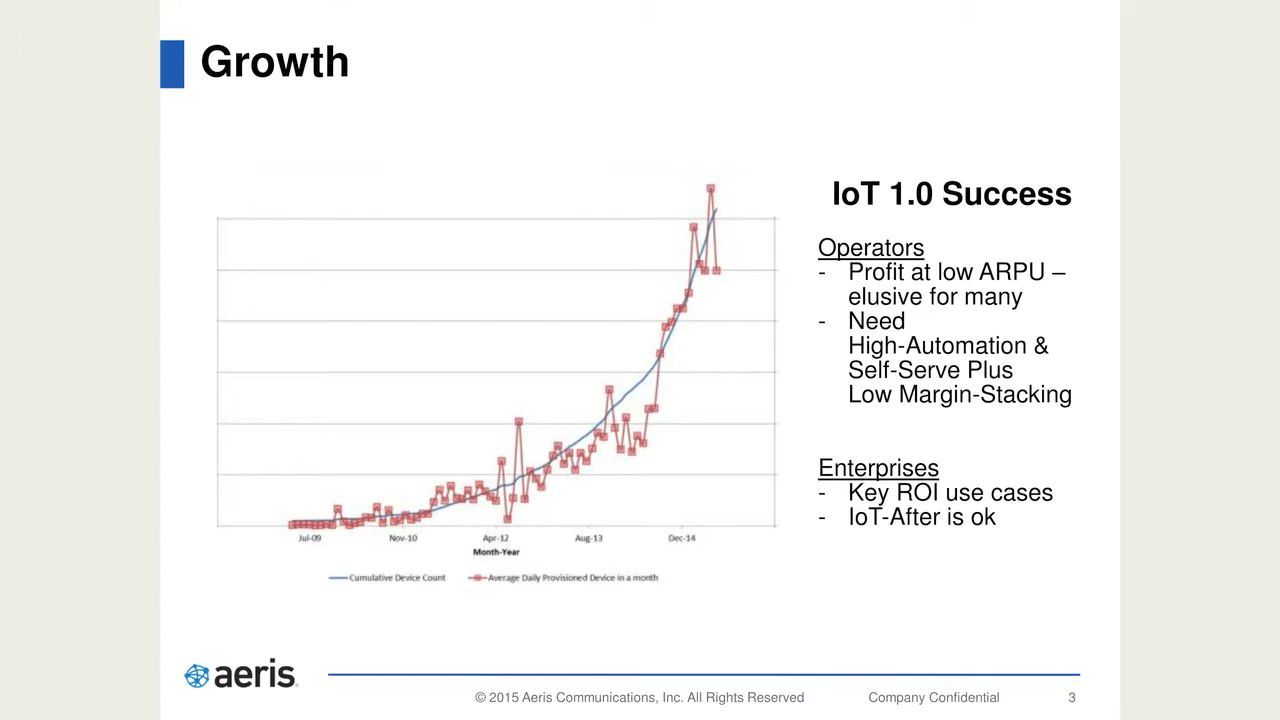 Growth
IoT 1.0 Success
Operators
- Profit at low ARPU –
elusive for many
- Need
High-Automation &
Self-Serve Plus
Low Margin-Stacking
Enterprises
- Key ROI use cases
- IoT-After is ok
Jul-09 Nov-10 Apr-12 Aug-13 Dec-14
Month-Year
Cumulative Device Count Average Daily Provisioned Device in a month
aeris
© 2015 Aeris Communications, Inc. All Rights Reserved Company Confidential 3